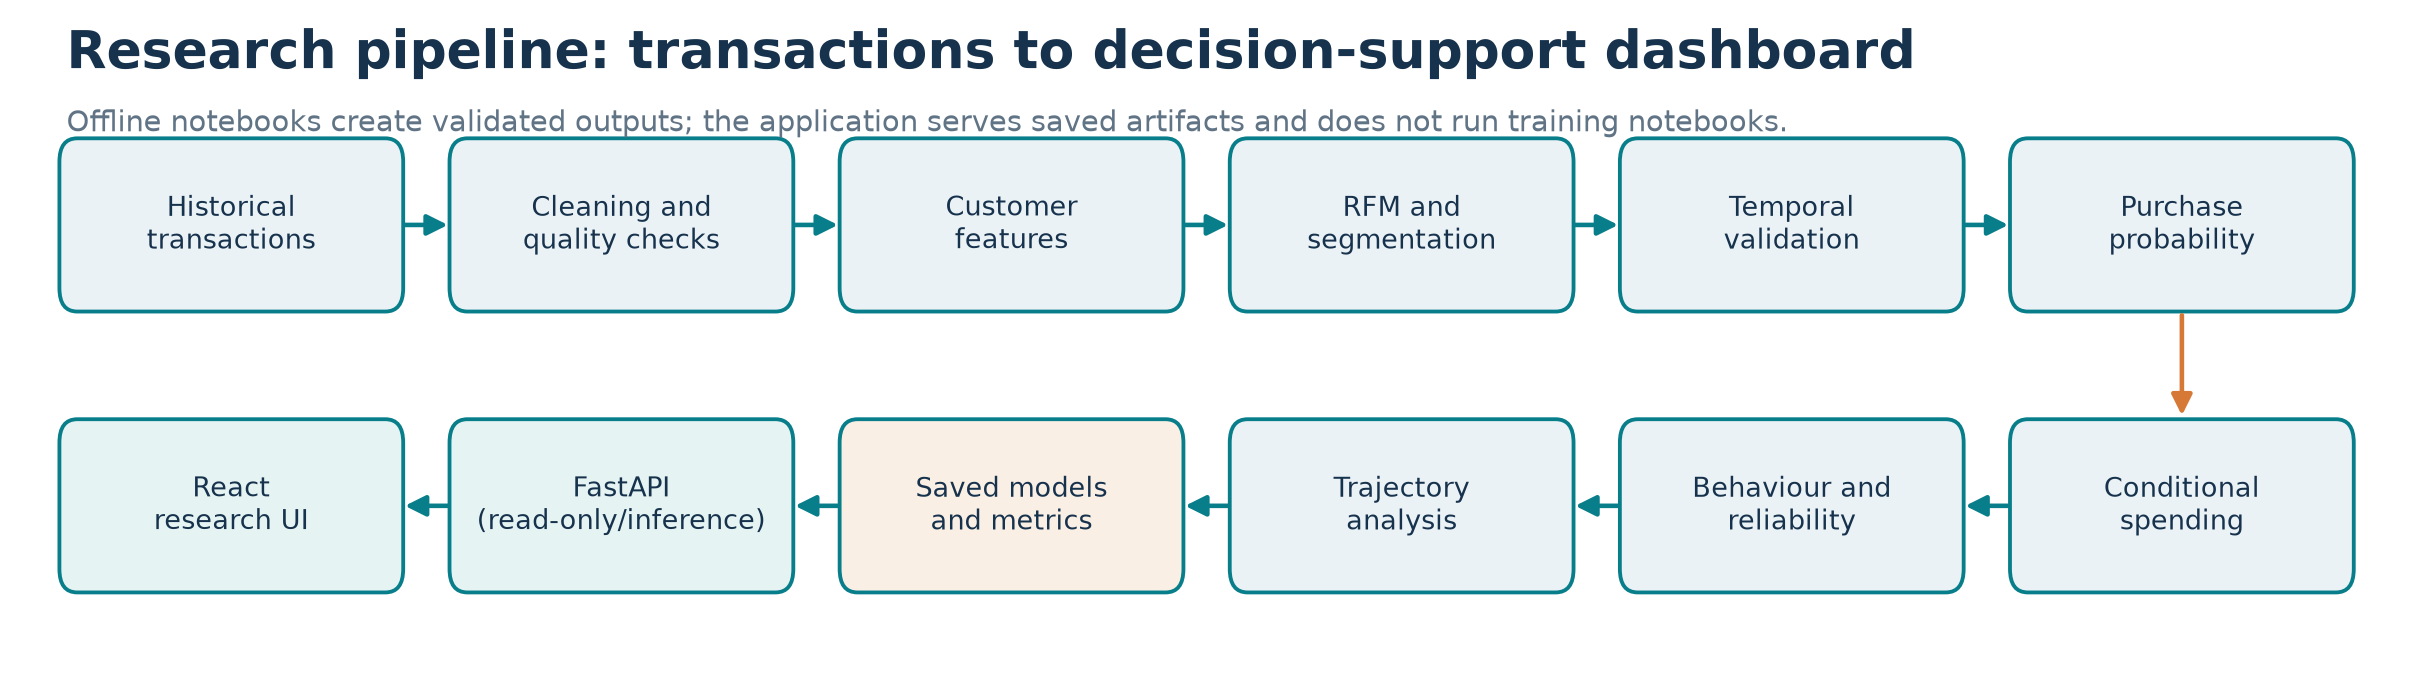 Research pipeline: transactions to decision-support dashboard
Offline notebooks create validated outputs; the application serves saved artifacts and does not run training notebooks.
Historical
transactions
Cleaning and
quality checks
Customer
features
RFM and
segmentation
Temporal
validation
Purchase
probability
React
research UI
FastAPI
(read-only/inference)
Saved models
and metrics
Trajectory
analysis
Behaviour and
reliability
Conditional
spending